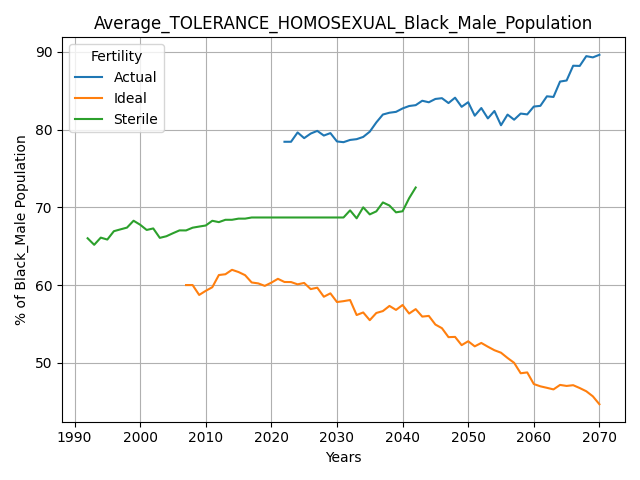 Average_TOLERANCE_HOMOSEXUAL_Black_Male_Population
90
80
70
60
50
% of Black_Male Population
Fertility
Actual
Ideal
Sterile
1990 2000 2010 2020 2030 2040 2050 2060 2070
Years